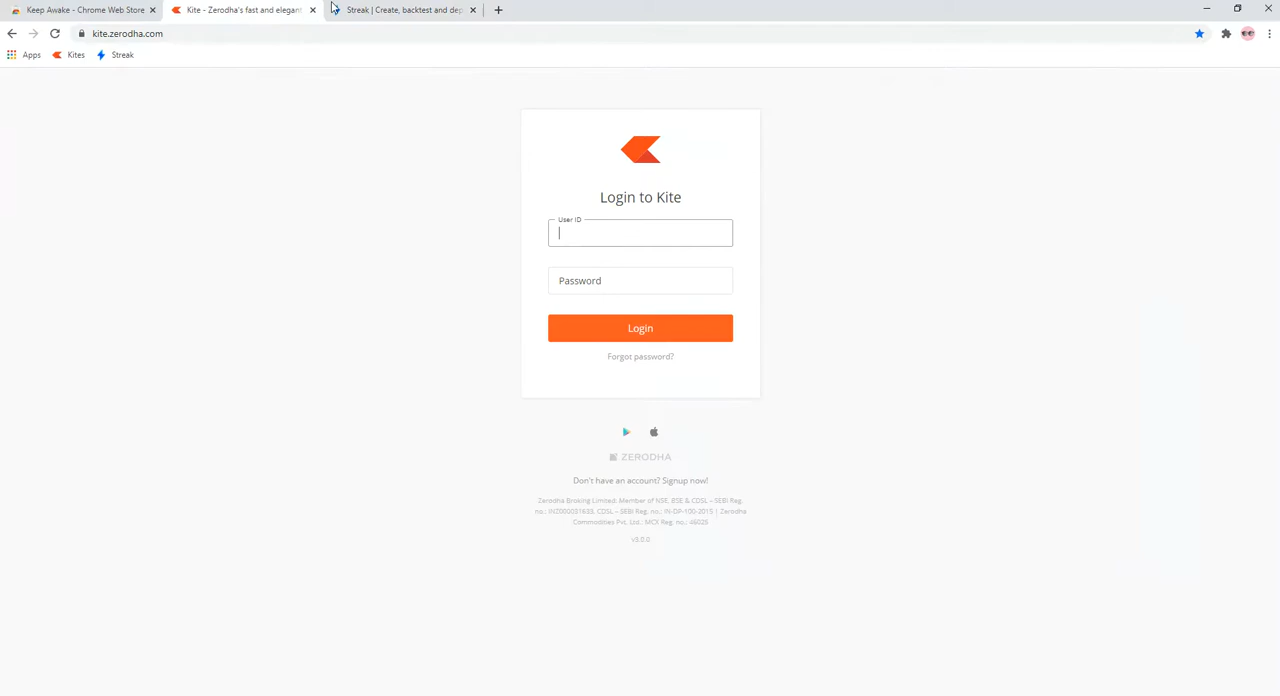 Keep Awake - Chrome Web Store
Kite - Zerodha's fast and elegant
Streak | Create, backtest and dep
kite.zerodha.com
Apps
Kites
Streak
Login to Kite
User ID
Password
Login
Forgot password?
ZERODHA
Don't have an account? Signup now!
Zerodha Broking Limited: Member of NSE, BSE & CDSL – SEBI Reg.
no.: INZ000031633, CDSL – SEBI Reg. no.: IN-DP-100-2015 | Zerodha
Commodities Pvt. Ltd.: MCX Reg. no.: 46025
v3.0.0